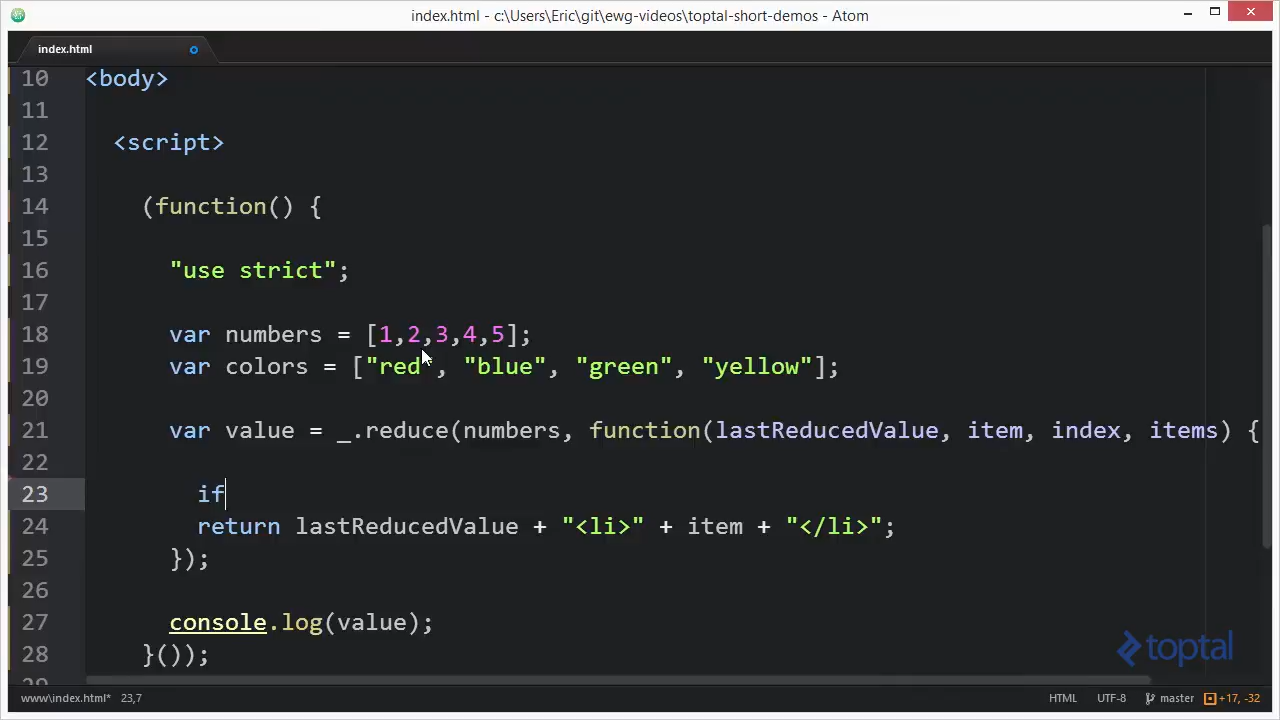 index.html - c:\Users\Eric\git\ewg-videos\toptal-short-demos - Atom
index.html
10 <body>
11
12 <script>
13
14 (function() {
15
16 "use strict";
17
18 var numbers = [1,2,3,4,5];
19 var colors = ["red", "blue", "green", "yellow"];
20
21 var value = _.reduce(numbers, function(lastReducedValue, item, index, items) {
22
23 if
24 return lastReducedValue + "<li>" + item + "</li>";
25 });
26
27 console.log(value);
28 }());
toptal
www\index.html* 23,7 HTML UTF-8 master +17, -32